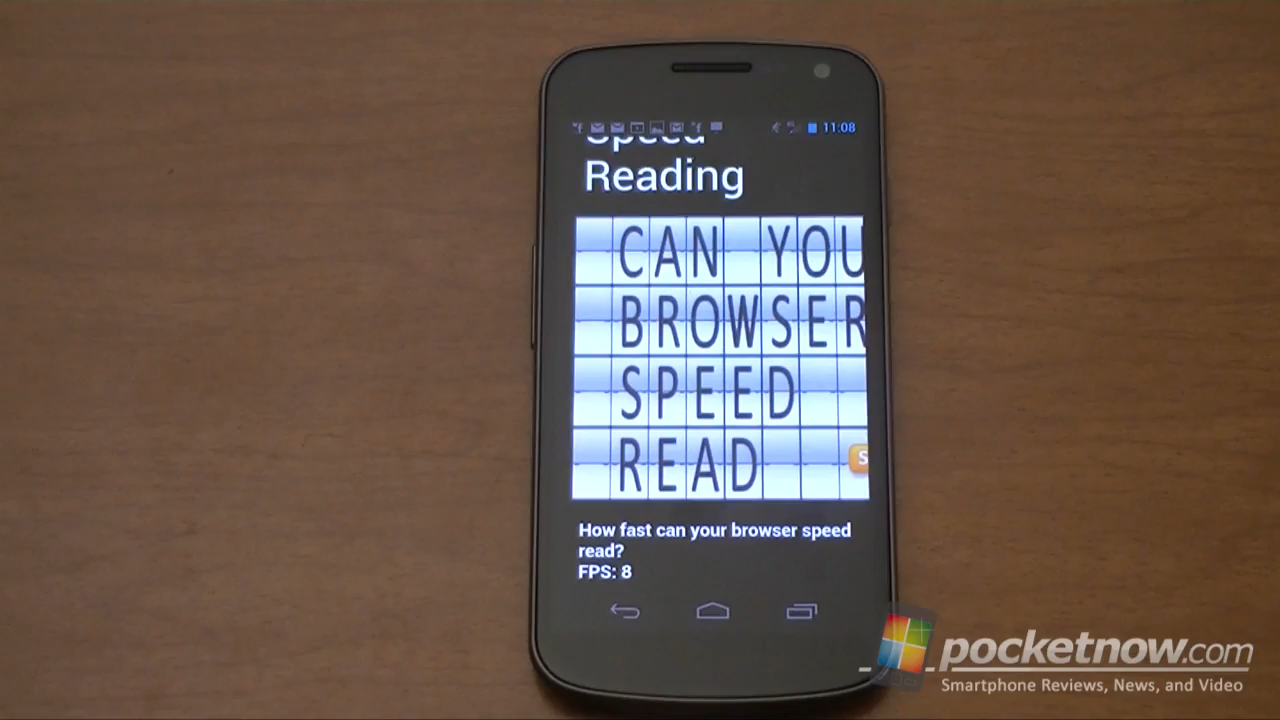 11:08
Speed
Reading
CAN YOU
BROWSER
SPEED
READ
S
How fast can your browser speed
read?
FPS: 8
pocketnow.com
Smartphone Reviews, News, and Video